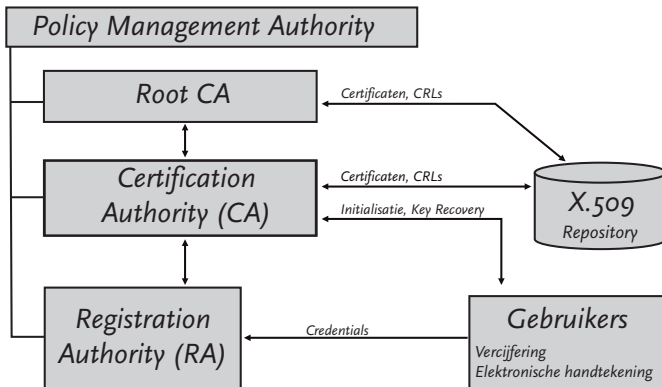 Policy Management Authority
Root CA
Certificaten, CRLs
Certification
Authority (CA)
Certificaten, CRLs
Initialisatie, Key Recovery
X.509
Repository
Registration
Authority (RA)
Credentials
Gebruikers
Vercijfering
Elektronische handtekening